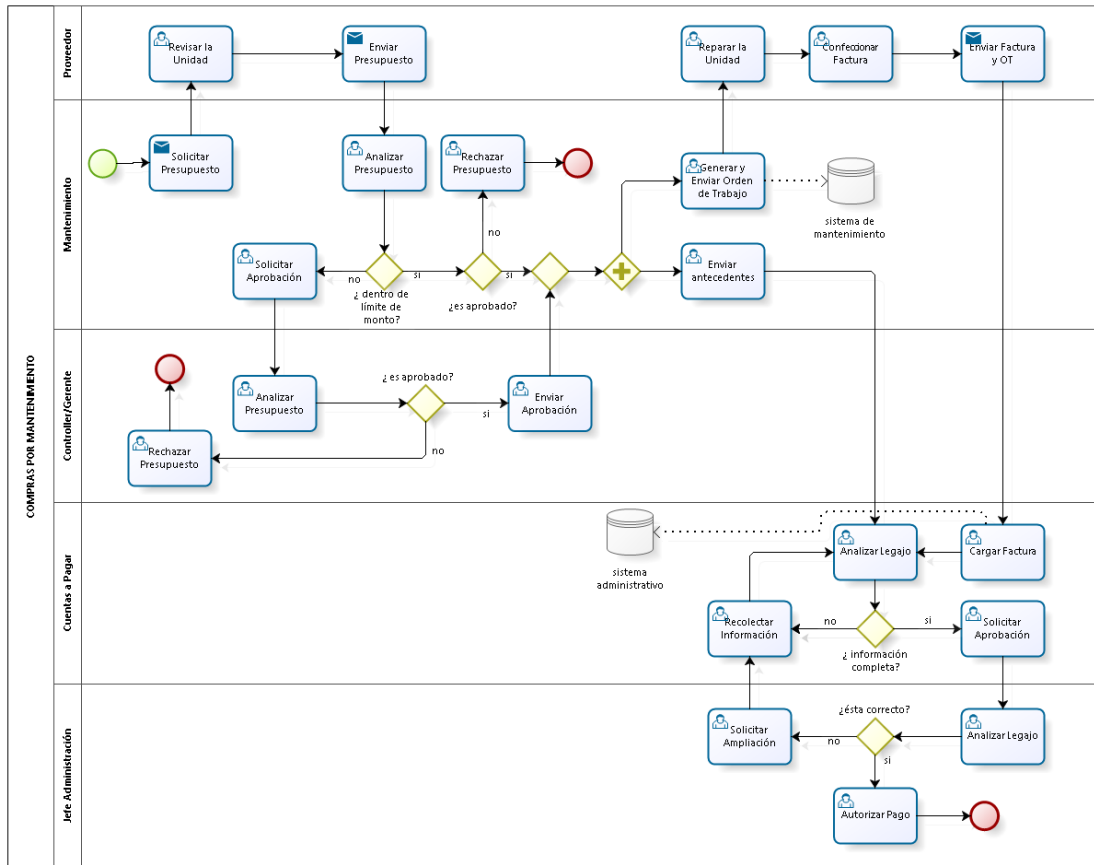 COMPRAS POR MANTENIMIENTO
Proveedor
Revisar la
Unidad
Enviar
Presupuesto
Reparar la
Unidad
Confeccionar
Factura
Enviar Factura
y OT
Mantenimiento
Solicitar
Presupuesto
Analizar
Presupuesto
Rechazar
Presupuesto
Generar y
Enviar Orden
de Trabajo
sistema de
mantenimiento
no
Solicitar
Aprobación
no
si
si
Enviar
antecedentes
¿ dentro de
límite de
monto?
¿es aprobado?
Controller/Gerente
¿es aprobado?
Analizar
Presupuesto
si
Enviar
Aprobación
no
Rechazar
Presupuesto
Cuentas a Pagar
sistema
administrativo
Analizar Legajo
Cargar Factura
Recolectar
Información
no
si
Solicitar
Aprobación
¿ información
completa?
Jefe Administración
¿ésta correcto?
Solicitar
Ampliación
no
Analizar Legajo
si
Autorizar Pago